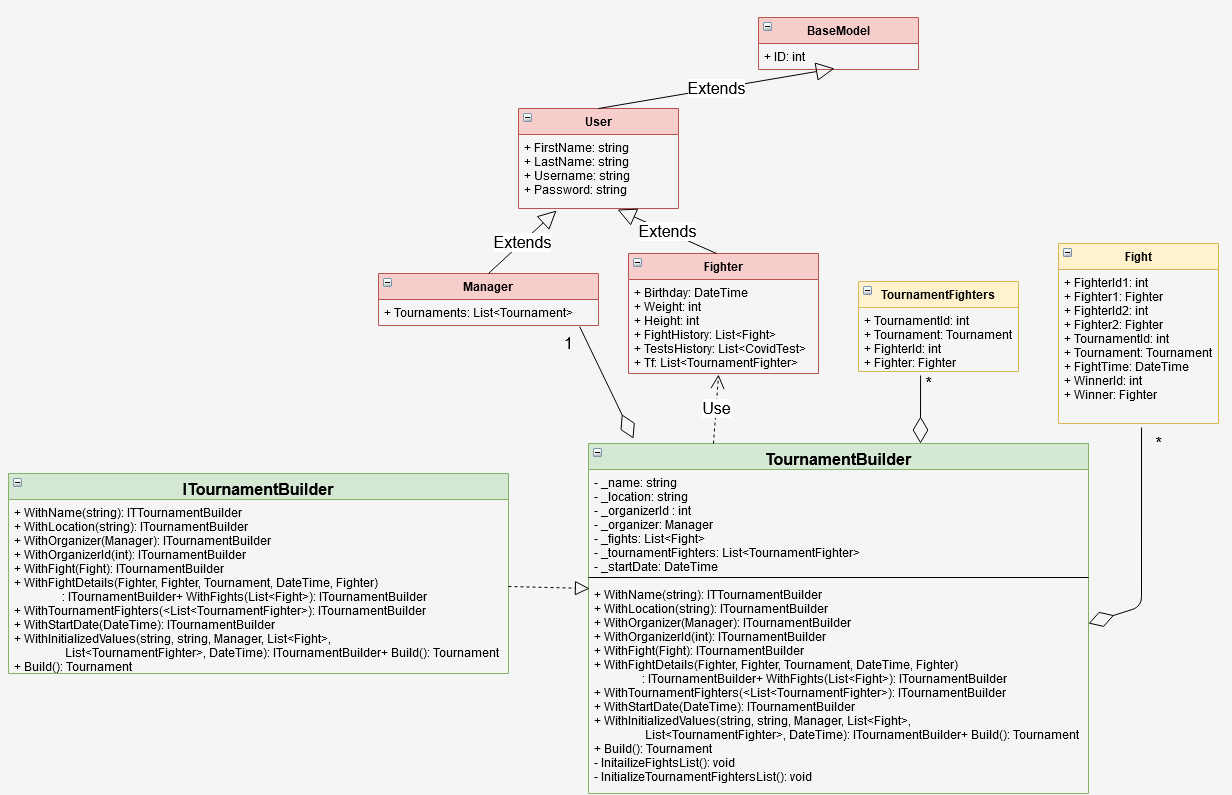 BaseModel
+ ID: int
Extends
User
+ FirstName: string
+ LastName: string
+ Username: string
+ Password: string
Extends
Extends
Manager
+ Tournaments: List<Tournament>
1
Fighter
+ Birthday: DateTime
+ Weight: int
+ Height: int
+ FightHistory: List<Fight>
+ TestsHistory: List<CovidTest>
+ Tf: List<TournamentFighter>
Use
TournamentFighters
+ TournamentId: int
+ Tournament: Tournament
+ FighterId: int
+ Fighter: Fighter
*
Fight
+ FighterId1: int
+ Fighter1: Fighter
+ FighterId2: int
+ Fighter2: Fighter
+ TournamentId: int
+ Tournament: Tournament
+ FightTime: DateTime
+ WinnerId: int
+ Winner: Fighter
*
ITournamentBuilder
+ WithName(string): ITTournamentBuilder
+ WithLocation(string): ITournamentBuilder
+ WithOrganizer(Manager): ITournamentBuilder
+ WithOrganizerId(int): ITournamentBuilder
+ WithFight(Fight): ITournamentBuilder
+ WithFightDetails(Fighter, Fighter, Tournament, DateTime, Fighter)
: ITournamentBuilder+ WithFights(List<Fight>): ITournamentBuilder
+ WithTournamentFighters(<List<TournamentFighter>): ITournamentBuilder
+ WithStartDate(DateTime): ITournamentBuilder
+ WithInitializedValues(string, string, Manager, List<Fight>,
List<TournamentFighter>, DateTime): ITournamentBuilder+ Build(): Tournament
+ Build(): Tournament
TournamentBuilder
- _name: string
- _location: string
- _organizerId : int
- _organizer: Manager
- _fights: List<Fight>
- _tournamentFighters: List<TournamentFighter>
- _startDate: DateTime
+ WithName(string): ITTournamentBuilder
+ WithLocation(string): ITournamentBuilder
+ WithOrganizer(Manager): ITournamentBuilder
+ WithOrganizerId(int): ITournamentBuilder
+ WithFight(Fight): ITournamentBuilder
+ WithFightDetails(Fighter, Fighter, Tournament, DateTime, Fighter)
: ITournamentBuilder+ WithFights(List<Fight>): ITournamentBuilder
+ WithTournamentFighters(<List<TournamentFighter>): ITournamentBuilder
+ WithStartDate(DateTime): ITournamentBuilder
+ WithInitializedValues(string, string, Manager, List<Fight>,
List<TournamentFighter>, DateTime): ITournamentBuilder+ Build(): Tournament
+ Build(): Tournament
- InitailizeFightsList(): void
- InitializeTournamentFightersList(): void